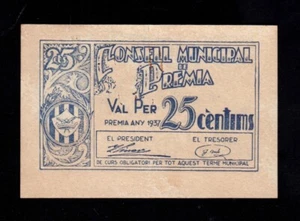 25
CONSELL MUNICIPAL
DE
PREMIÀ
VAL PER 25 cèntims
PREMIA ANY 1937
EL PRESIDENT EL TRESORER
DE CURS OBLIGATORI PER TOT AQUEST TERME MUNICIPAL